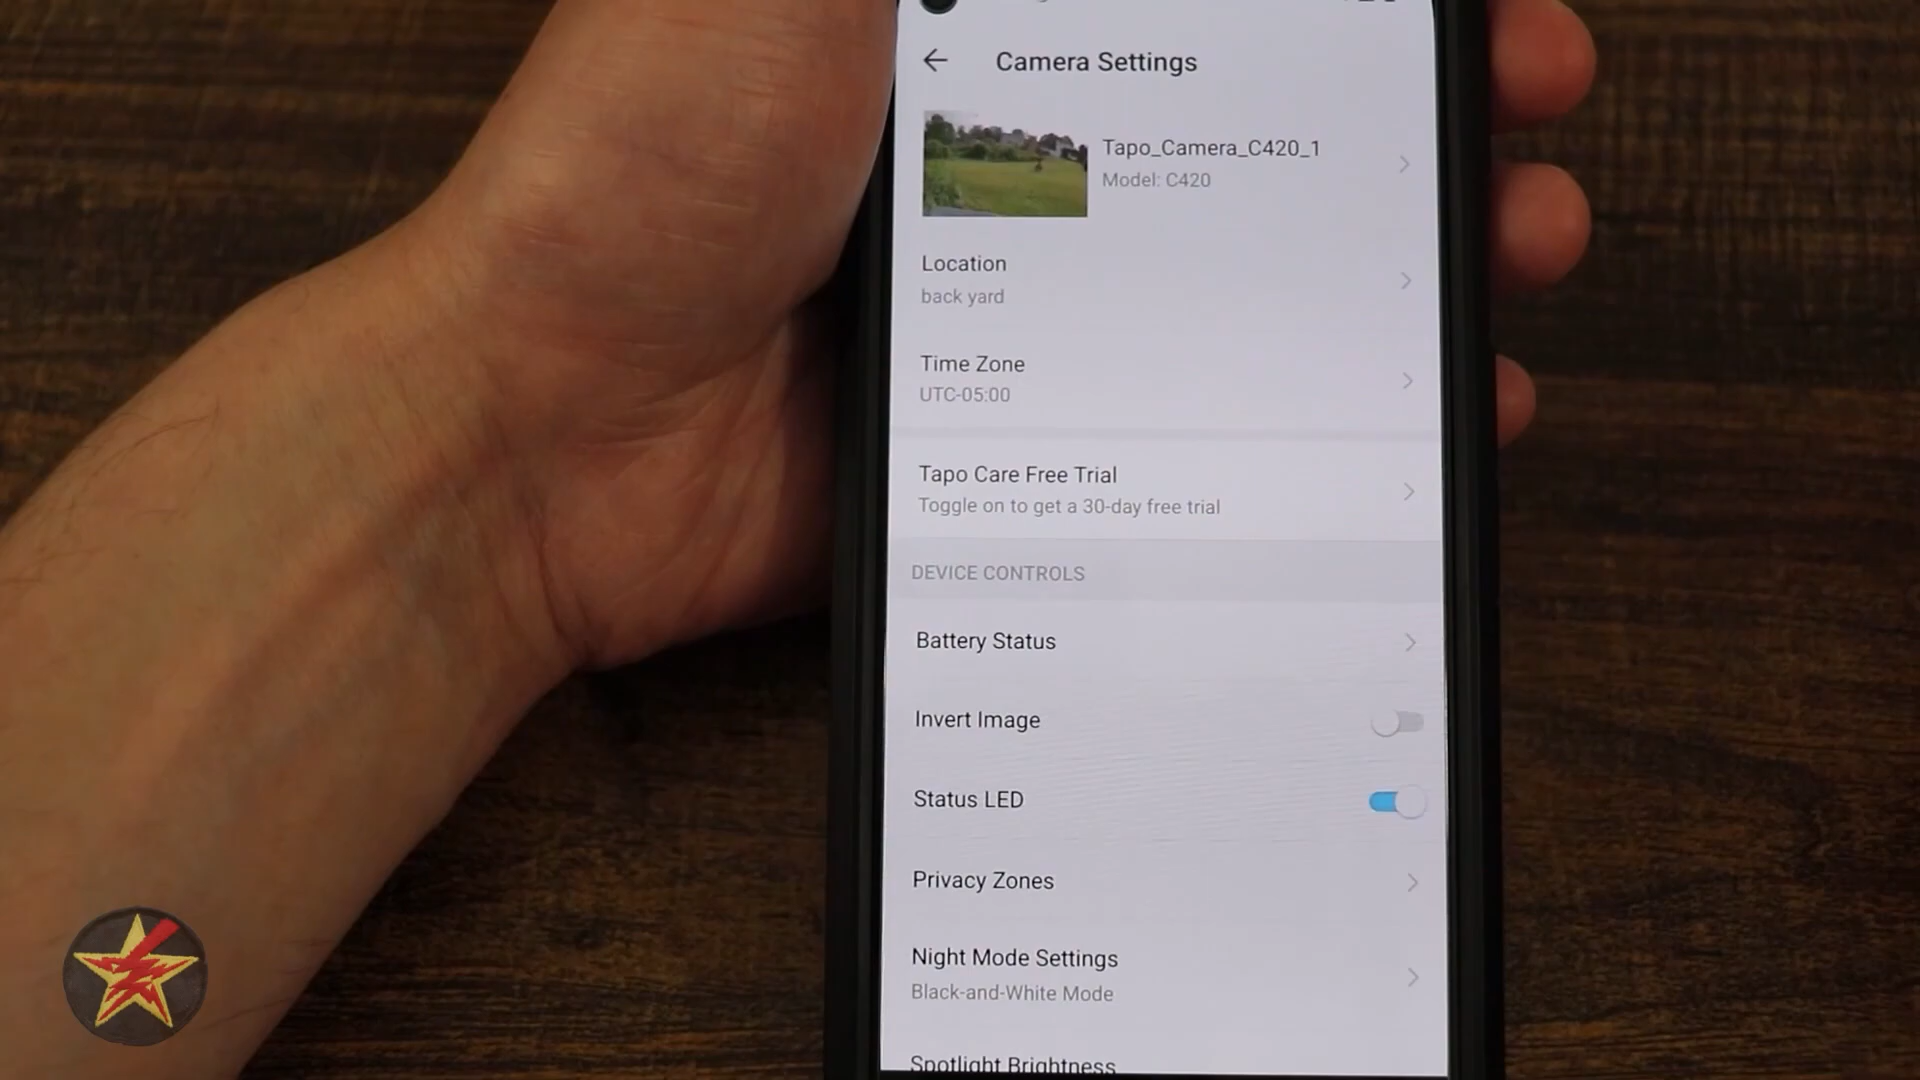 Camera Settings
Tapo_Camera_C420_1
Model: C420
Location
back yard
Time Zone
UTC-05:00
Tapo Care Free Trial
Toggle on to get a 30-day free trial
DEVICE CONTROLS
Battery Status
Invert Image
Status LED
Privacy Zones
Night Mode Settings
Black-and-White Mode
Spotlight Brightness